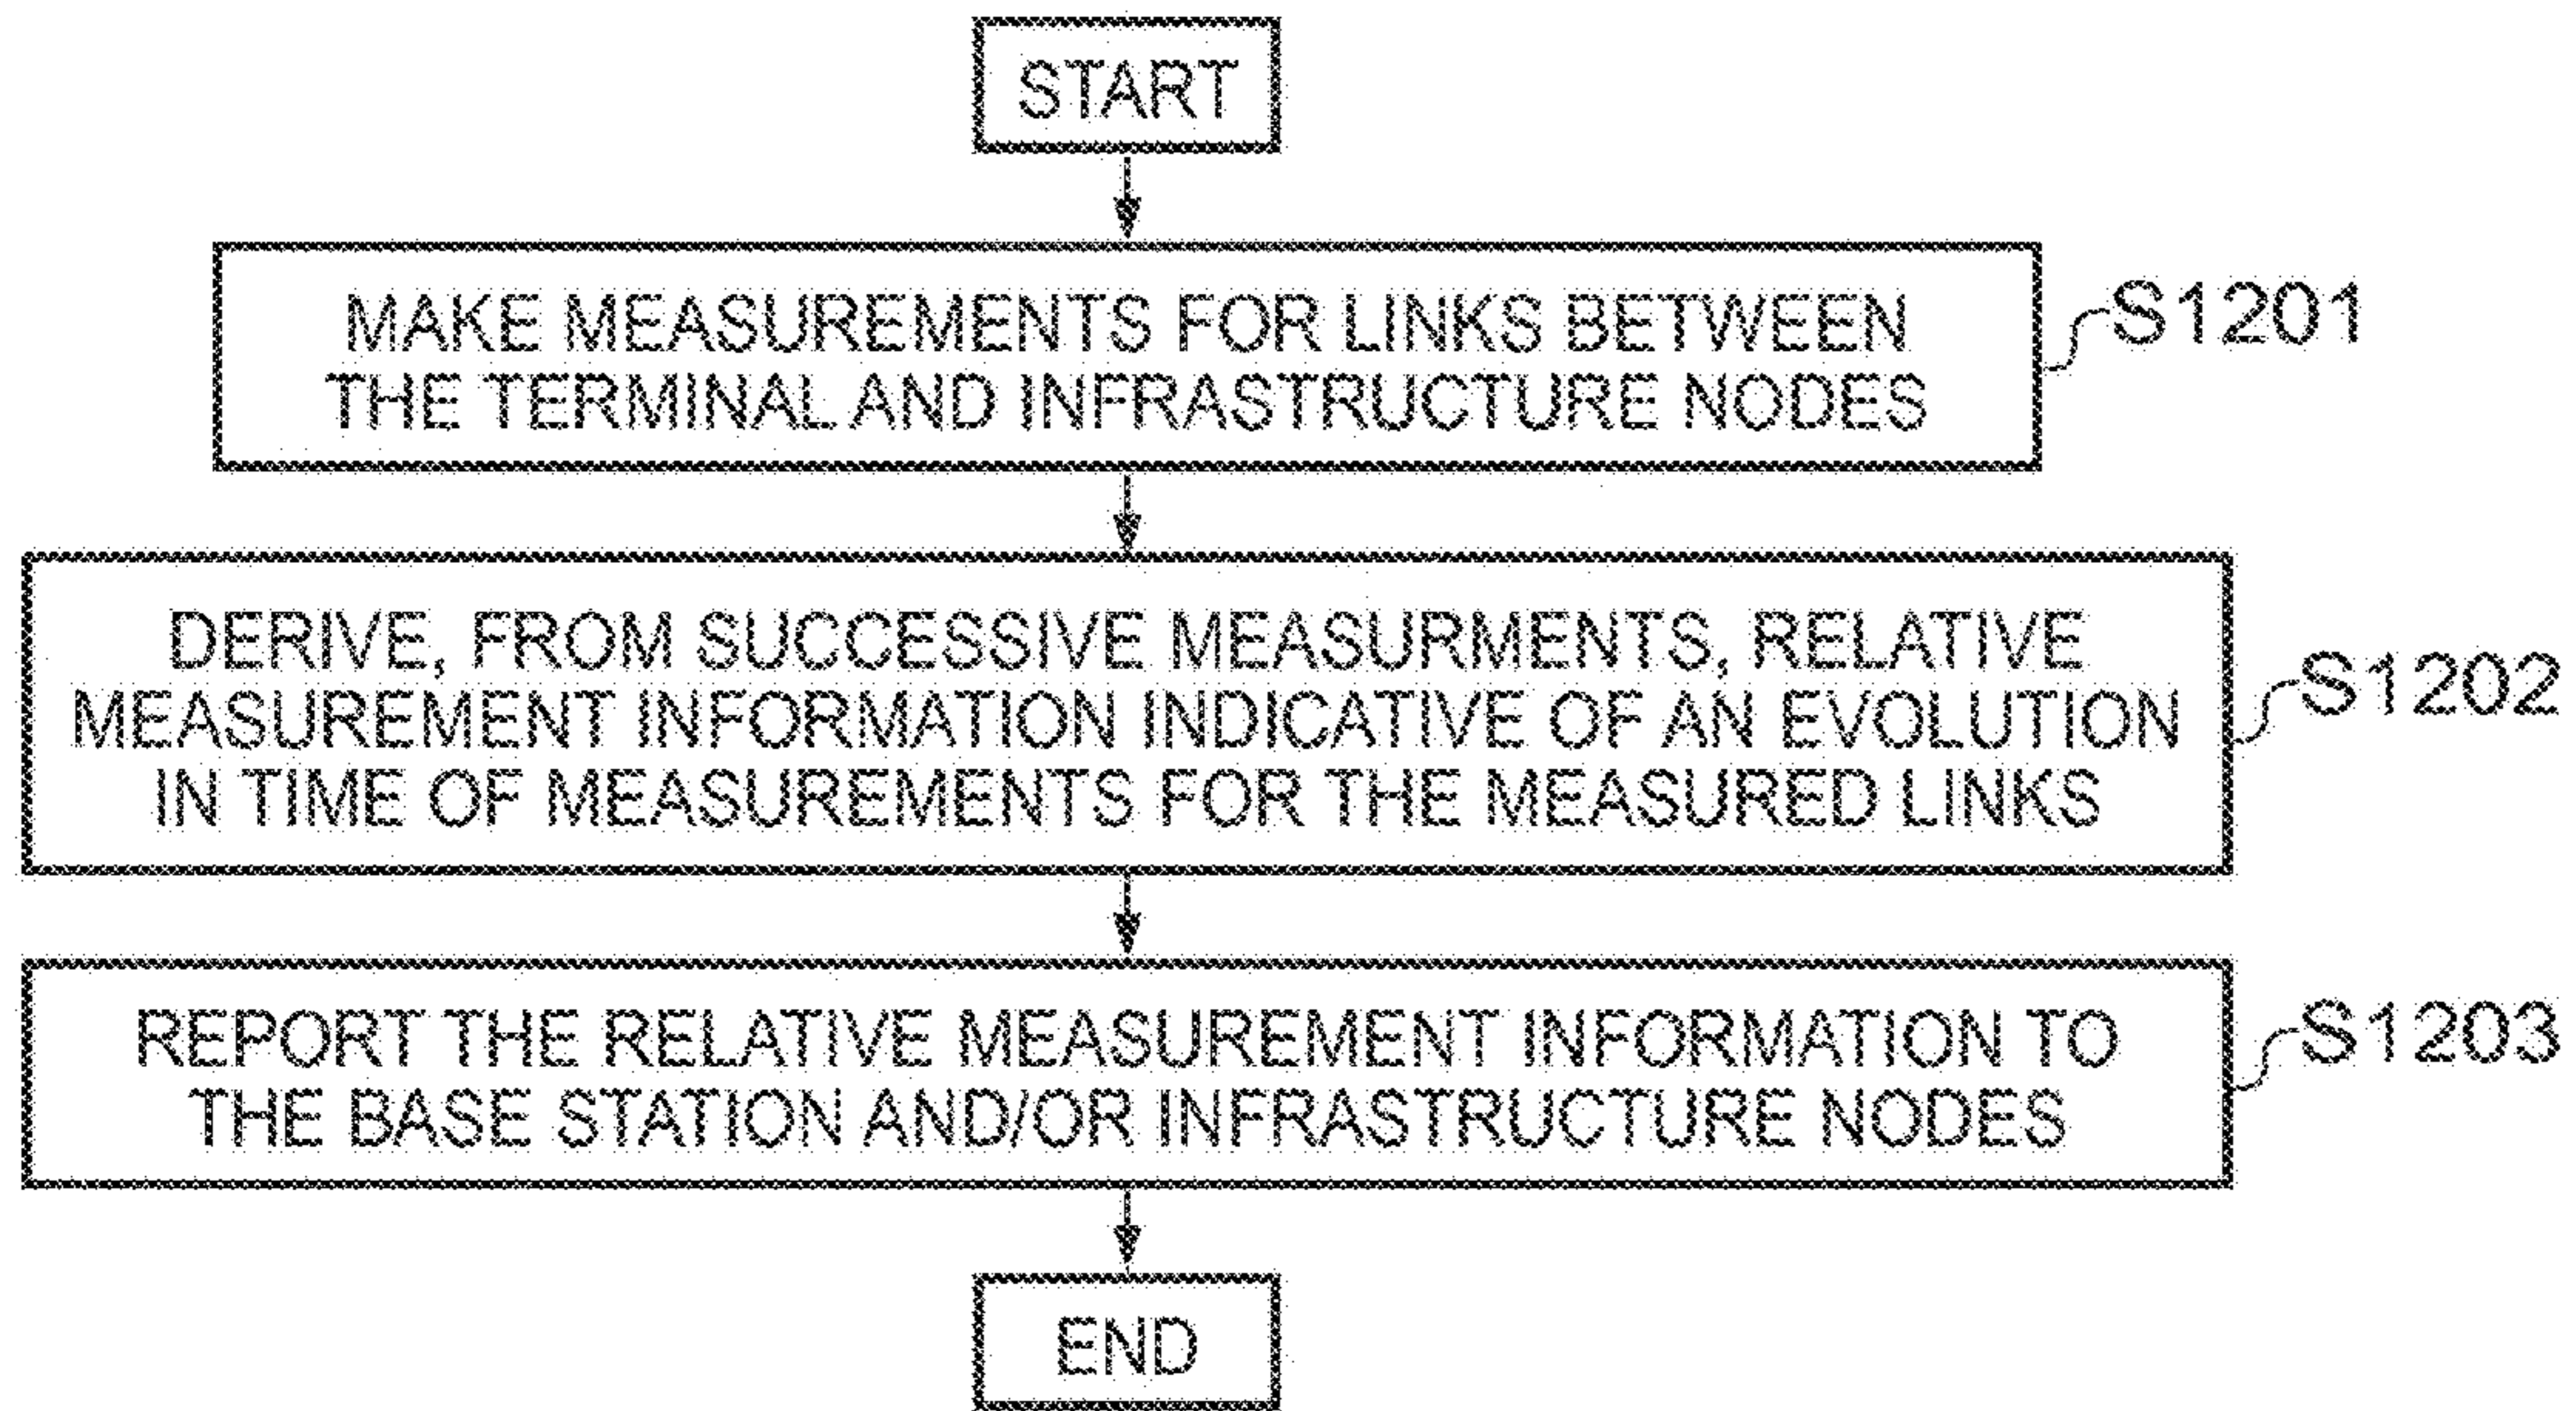 START
MAKE MEASUREMENTS FOR LINKS BETWEEN
THE TERMINAL AND INFRASTRUCTURE NODES
S1201
DERIVE, FROM SUCCESSIVE MEASURMENTS, RELATIVE
MEASUREMENT INFORMATION INDICATIVE OF AN EVOLUTION
IN TIME OF MEASUREMENTS FOR THE MEASURED LINKS
S1202
REPORT THE RELATIVE MEASUREMENT INFORMATION TO
THE BASE STATION AND/OR INFRASTRUCTURE NODES
S1203
END